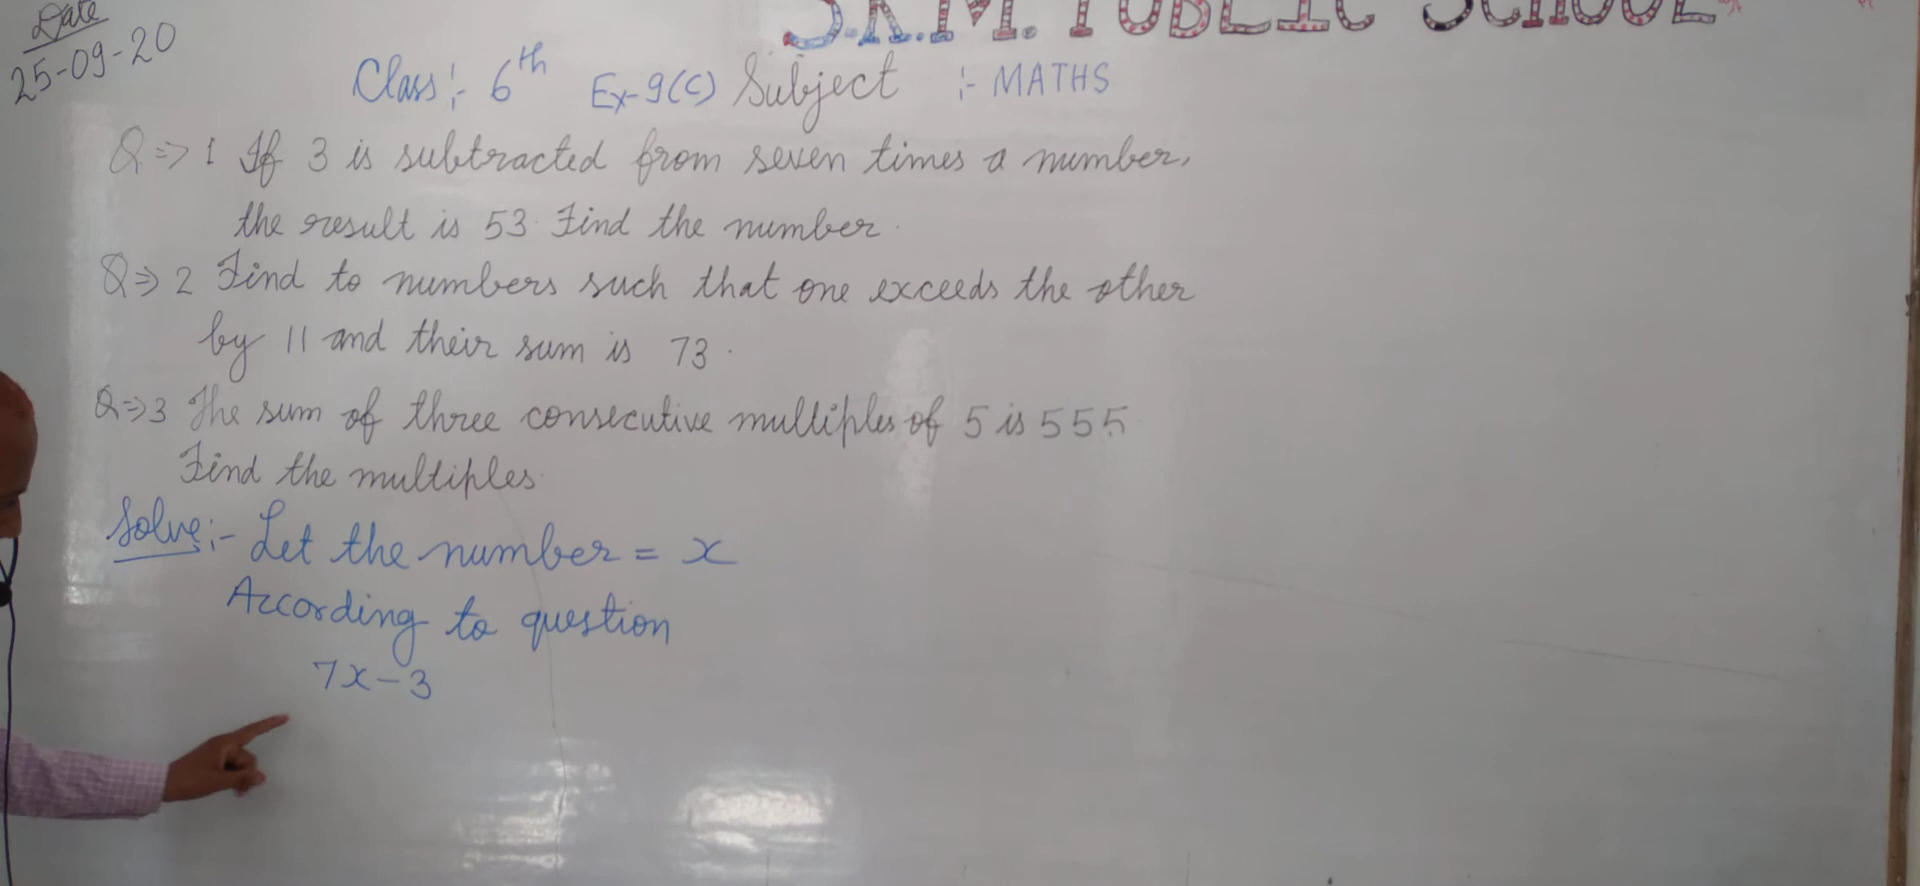 S.R.M. PUBLIC SCHOOL
Date
25-09-20
Class :- 6th Ex-9(C) Subject :- MATHS
Q => 1 If 3 is subtracted from seven times a number,
the result is 53. Find the number.
Q => 2 Find to numbers such that one exceeds the other
by 11 and their sum is 73.
Q => 3 The sum of three consecutive multiples of 5 is 555
Find the multiples.
Solve:- Let the number = x
According to question
7x-3